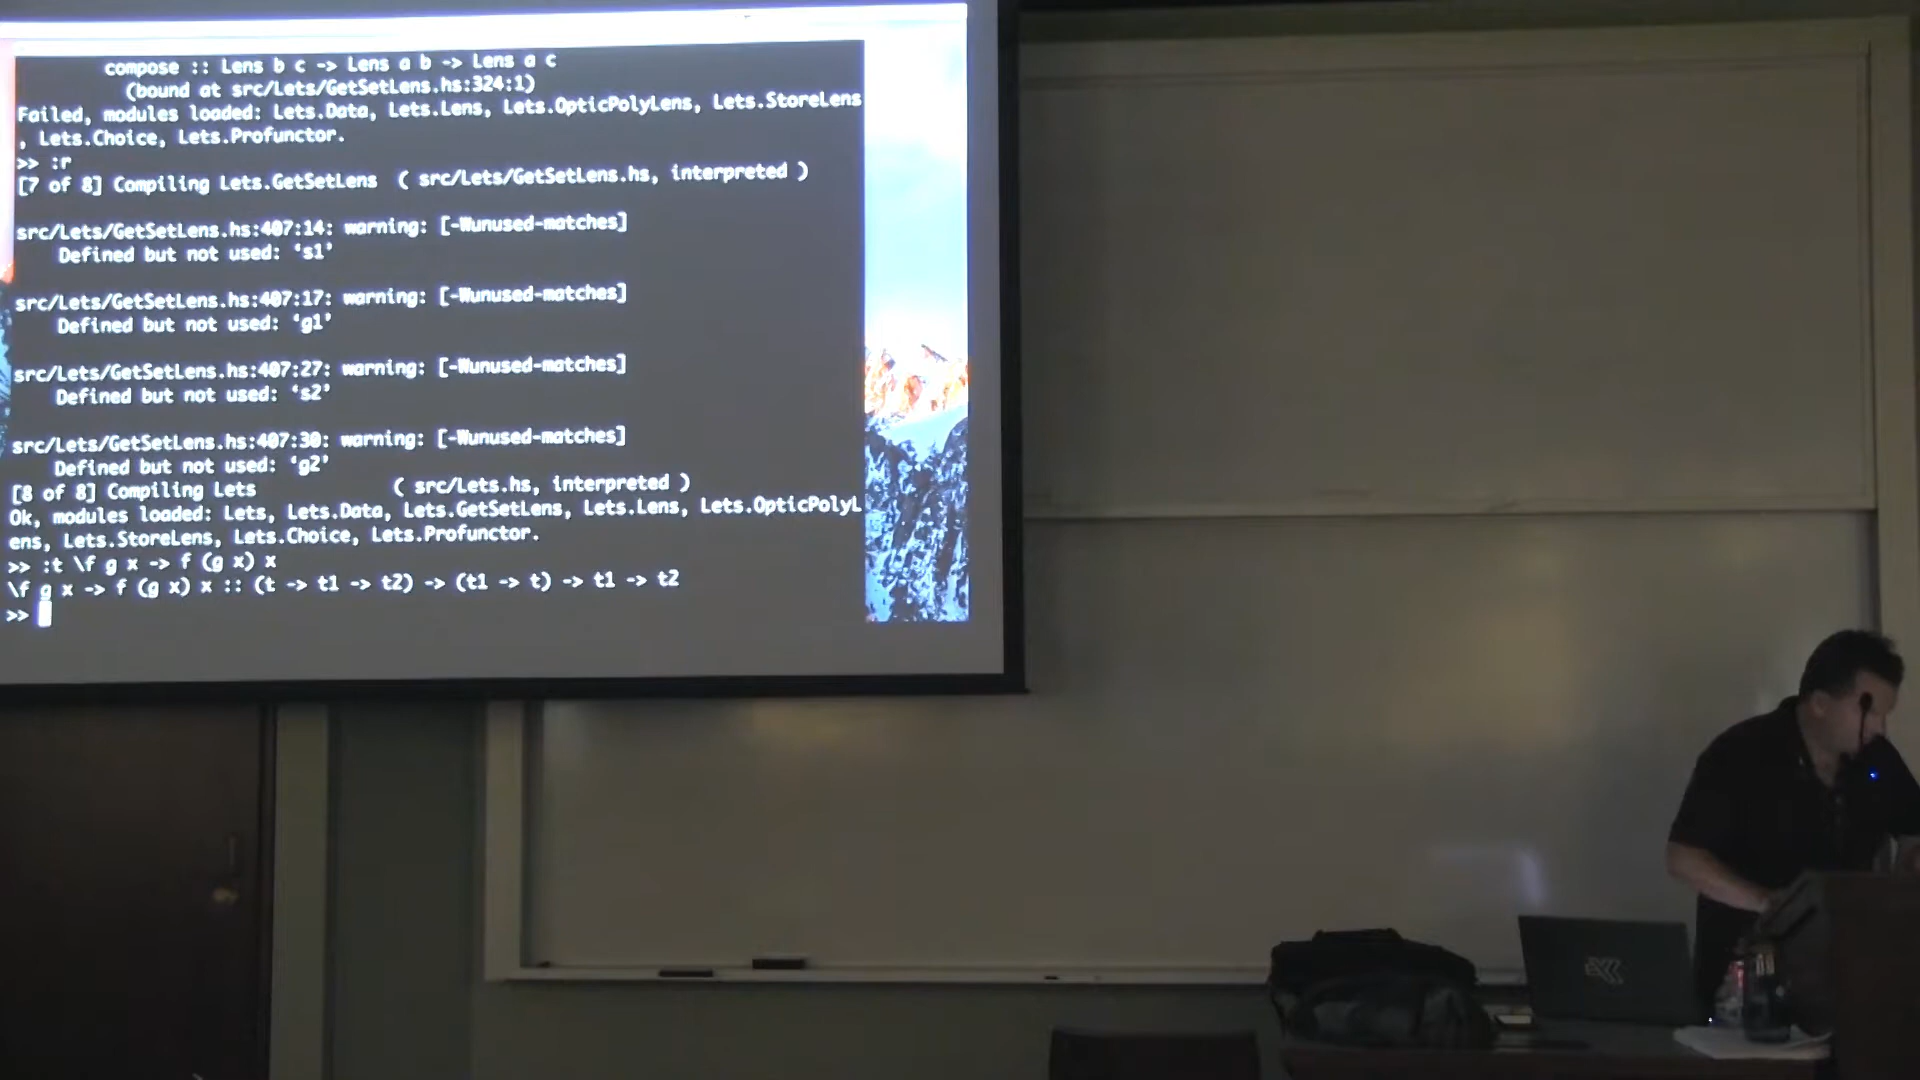 compose :: Lens b c -> Lens a b -> Lens a c
(bound at src/Lets/GetSetLens.hs:324:1)
Failed, modules loaded: Lets.Data, Lets.Lens, Lets.OpticPolyLens, Lets.StoreLens
, Lets.Choice, Lets.Profunctor.
>> :r
[7 of 8] Compiling Lets.GetSetLens ( src/Lets/GetSetLens.hs, interpreted )
src/Lets/GetSetLens.hs:407:14: warning: [-Wunused-matches]
Defined but not used: ‘s1’
src/Lets/GetSetLens.hs:407:17: warning: [-Wunused-matches]
Defined but not used: ‘g1’
src/Lets/GetSetLens.hs:407:27: warning: [-Wunused-matches]
Defined but not used: ‘s2’
src/Lets/GetSetLens.hs:407:30: warning: [-Wunused-matches]
Defined but not used: ‘g2’
[8 of 8] Compiling Lets ( src/Lets.hs, interpreted )
Ok, modules loaded: Lets, Lets.Data, Lets.GetSetLens, Lets.Lens, Lets.OpticPolyL
ens, Lets.StoreLens, Lets.Choice, Lets.Profunctor.
>> :t \f g x -> f (g x) x
\f g x -> f (g x) x :: (t -> t1 -> t2) -> (t1 -> t) -> t1 -> t2
>>